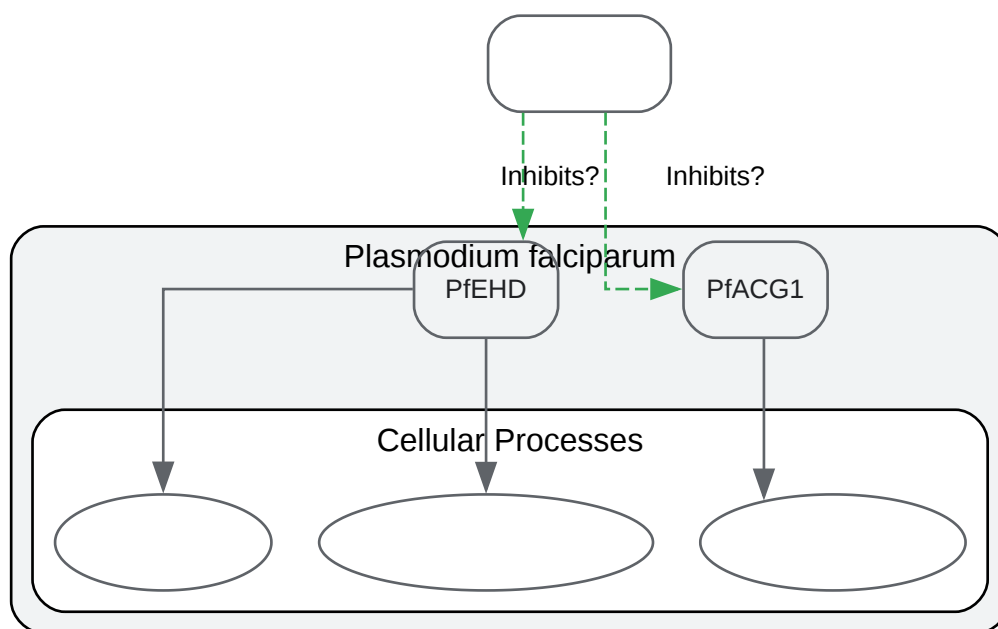 Inhibits? Inhibits?
Plasmodium falciparum
PfEHD PfACG1
Cellular Processes